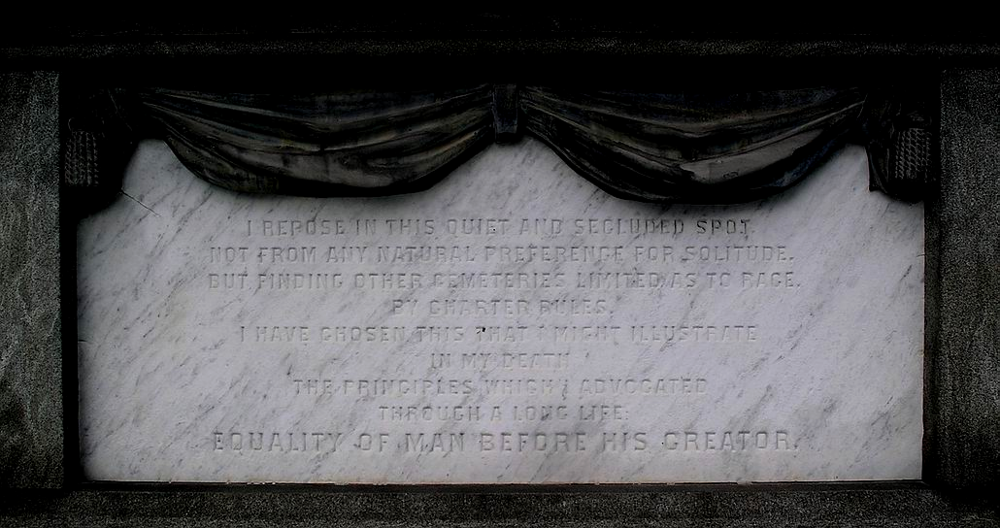 I REPOSE IN THIS QUIET AND SECLUDED SPOT,
NOT FROM ANY NATURAL PREFERENCE FOR SOLITUDE,
BUT, FINDING OTHER CEMETERIES LIMITED AS TO RACE,
BY CHARTER RULES,
I HAVE CHOSEN THIS THAT I MIGHT ILLUSTRATE
IN MY DEATH
THE PRINCIPLES WHICH I ADVOCATED
THROUGH A LONG LIFE:
EQUALITY OF MAN BEFORE HIS CREATOR.